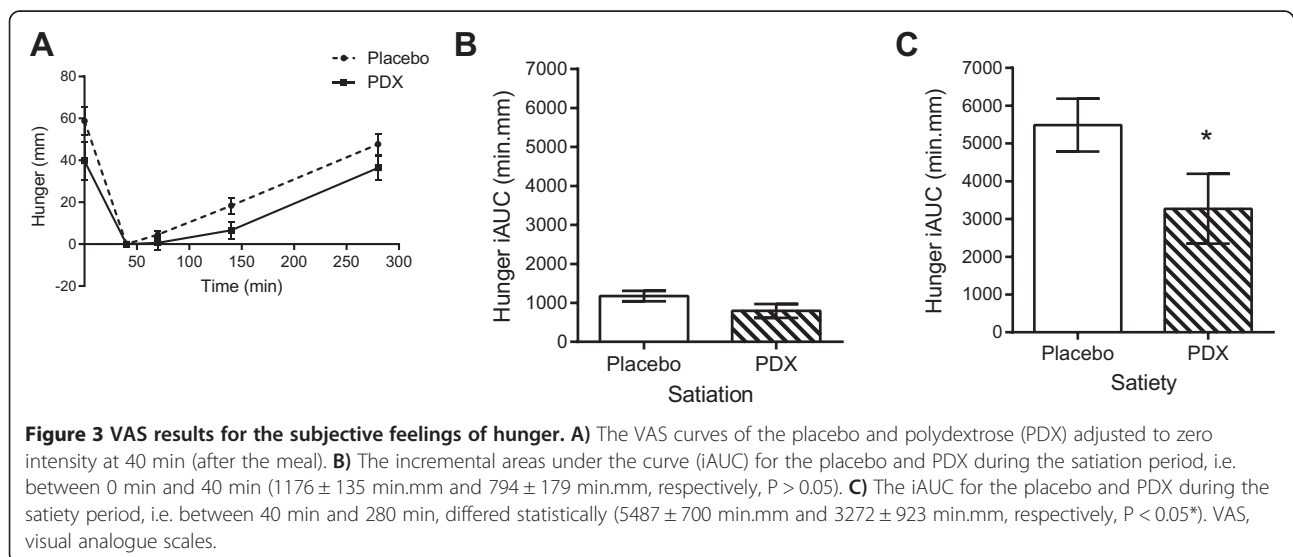 A
Placebo
PDX
80
60
40
20
0
-20
50 100 150 200 250 300
Hunger (mm)
Time (min)
B
7000
6000
5000
4000
3000
2000
1000
0
Hunger iAUC (min.mm)
Placebo PDX
Satiation
C
7000
6000
5000
4000
3000
2000
1000
0
Hunger iAUC (min.mm)
*
Placebo PDX
Satiety
Figure 3 VAS results for the subjective feelings of hunger. A) The VAS curves of the placebo and polydextrose (PDX) adjusted to zero
intensity at 40 min (after the meal). B) The incremental areas under the curve (iAUC) for the placebo and PDX during the satiation period, i.e.
between 0 min and 40 min (1176 ± 135 min.mm and 794 ± 179 min.mm, respectively, P > 0.05). C) The iAUC for the placebo and PDX during the
satiety period, i.e. between 40 min and 280 min, differed statistically (5487 ± 700 min.mm and 3272 ± 923 min.mm, respectively, P < 0.05*). VAS,
visual analogue scales.